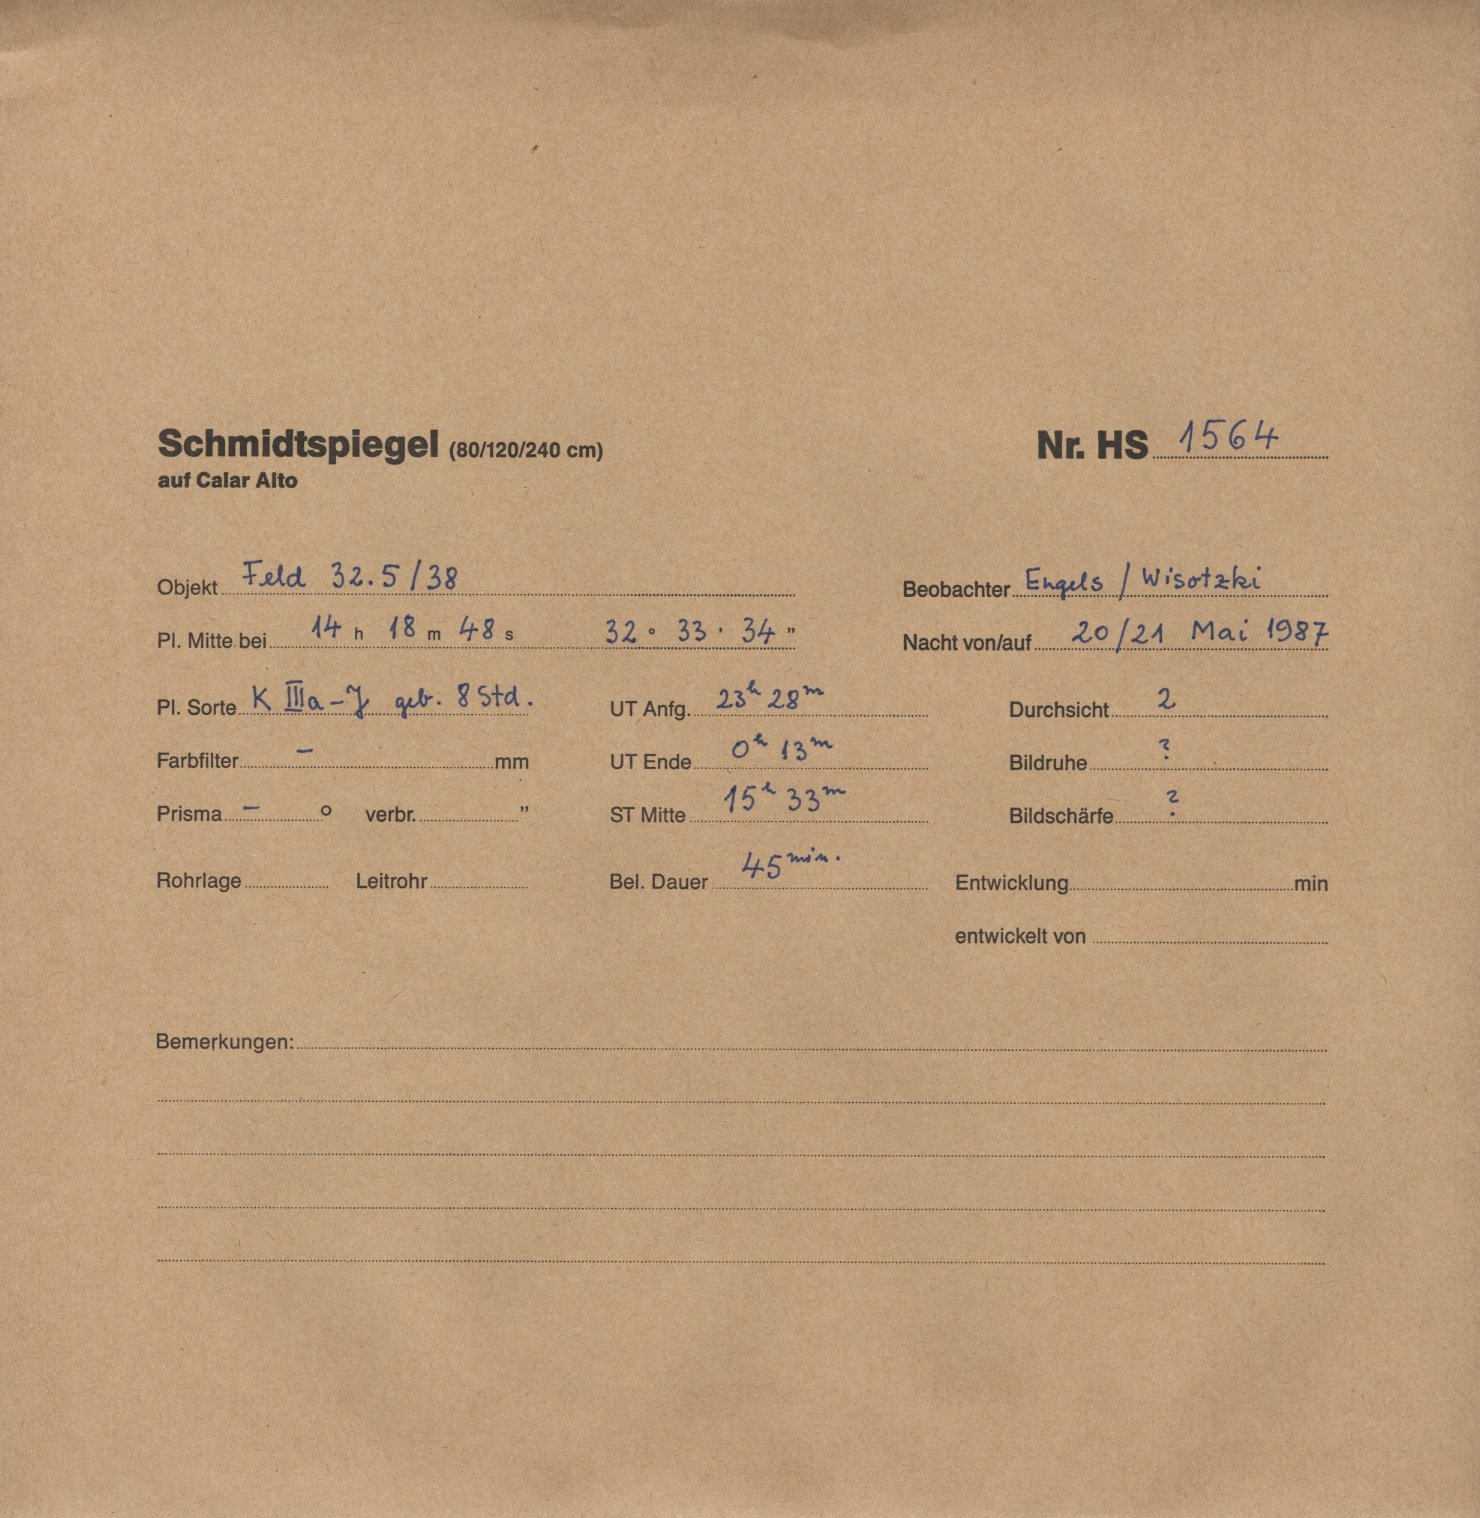 Schmidtspiegel (80/120/240 cm) Nr. HS 1564
auf Calar Alto
Objekt Feld 32.5/38 Beobachter Engels / Wisotzki
Pl. Mitte bei 14 h 18 m 48 s 32 ° 33 ' 34 " Nacht von/auf 20/21 Mai 1987
Pl. Sorte K IIIa-J geb. 8 Std. UT Anfg. 23h 28m Durchsicht 2
Farbfilter – mm UT Ende 0h 13m Bildruhe ?
Prisma – ° verbr. " ST Mitte 15h 33m Bildschärfe ?
Rohrlage Leitrohr Bel. Dauer 45 min. Entwicklung min
entwickelt von
Bemerkungen: